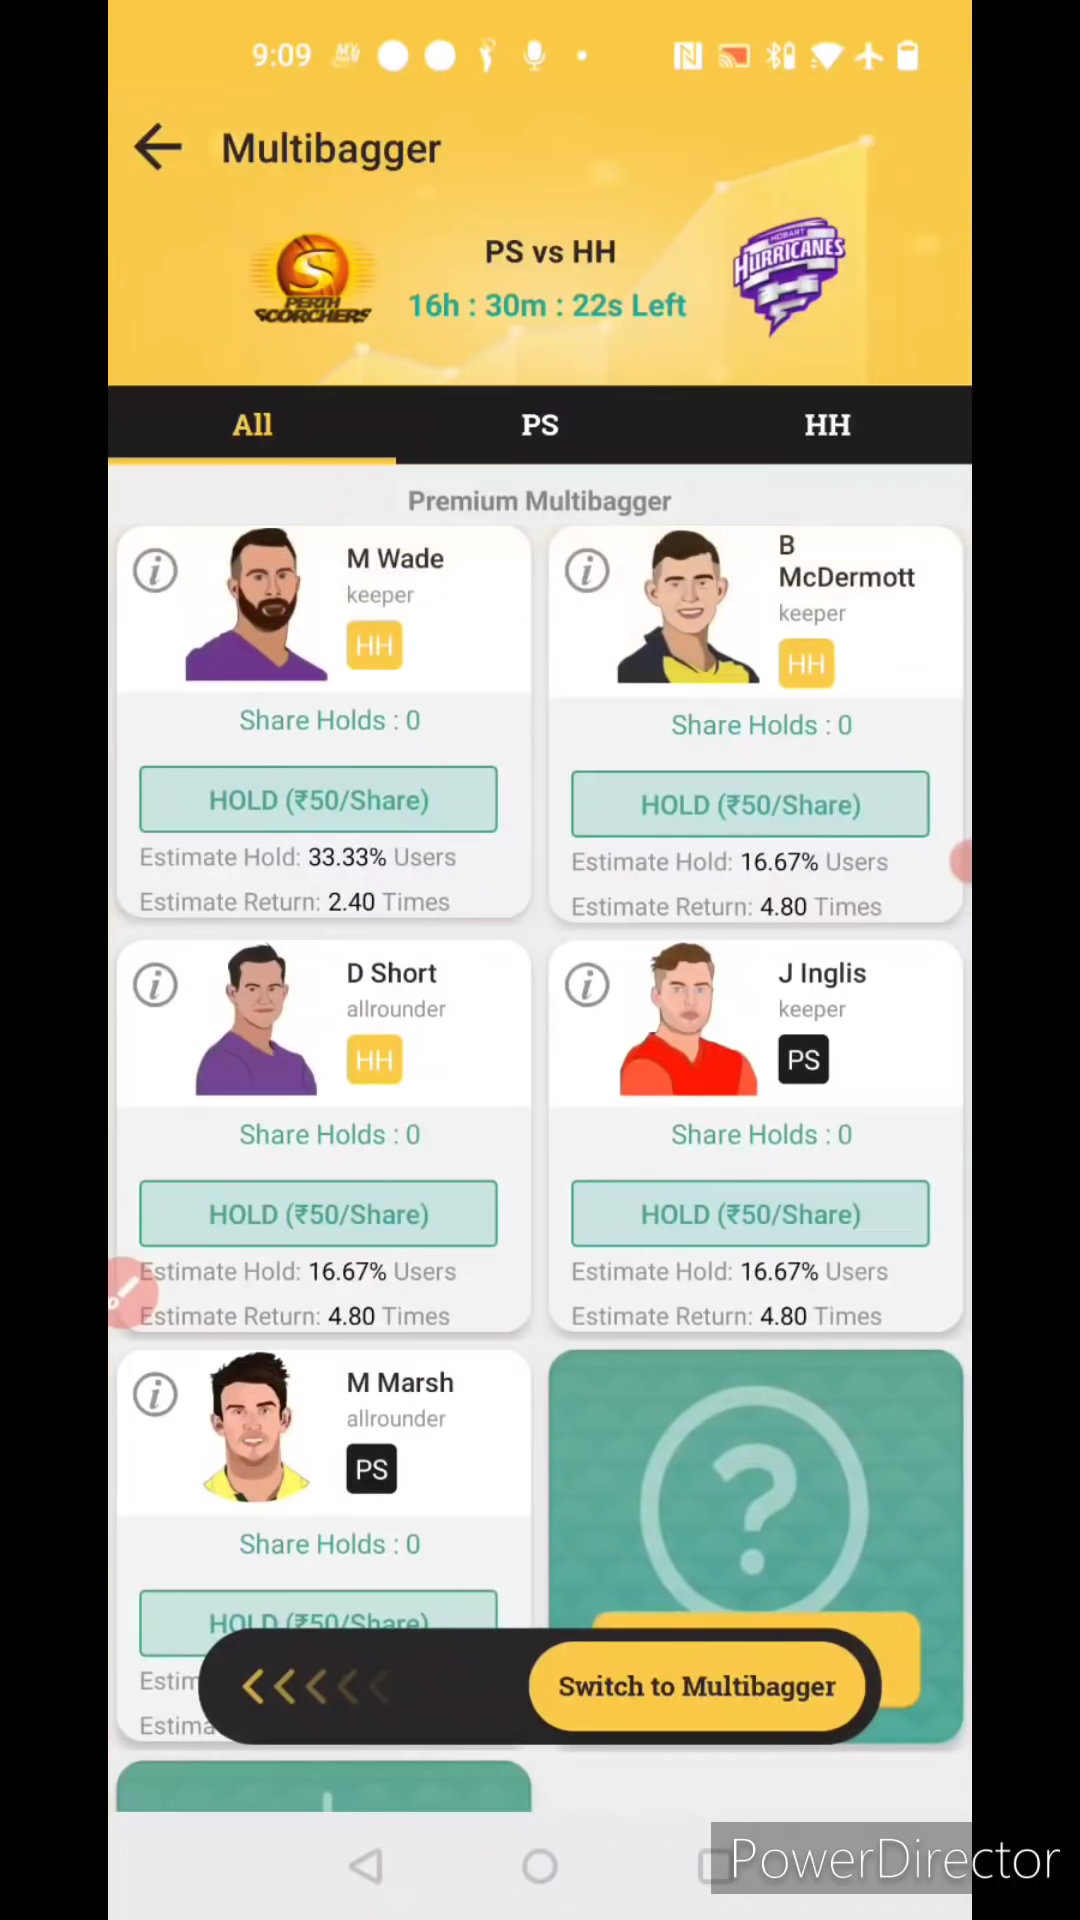 9:09
Multibagger
PS vs HH
16h : 30m : 22s Left
PERTH
SCORCHERS
HOBART
HURRICANES
All
PS
HH
Premium Multibagger
M Wade
keeper
HH
Share Holds : 0
HOLD (₹50/Share)
Estimate Hold: 33.33% Users
Estimate Return: 2.40 Times
B
McDermott
keeper
HH
Share Holds : 0
HOLD (₹50/Share)
Estimate Hold: 16.67% Users
Estimate Return: 4.80 Times
D Short
allrounder
HH
Share Holds : 0
HOLD (₹50/Share)
Estimate Hold: 16.67% Users
Estimate Return: 4.80 Times
J Inglis
keeper
PS
Share Holds : 0
HOLD (₹50/Share)
Estimate Hold: 16.67% Users
Estimate Return: 4.80 Times
M Marsh
allrounder
PS
Share Holds : 0
HOLD (₹50/Share)
Estim
Estima
?
Switch to Multibagger
PowerDirector